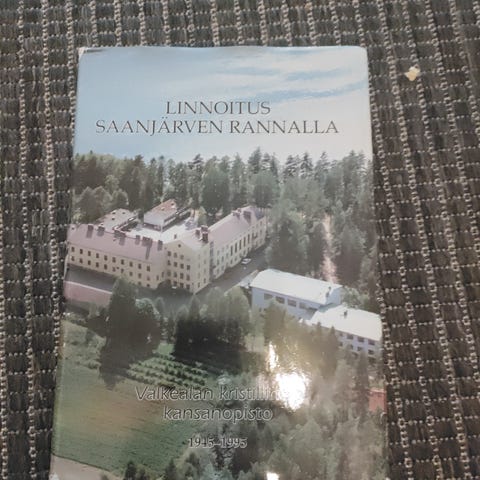 LINNOITUS
SAANJÄRVEN RANNALLA
Valkealan kristillinen
kansanopisto
1945-1995